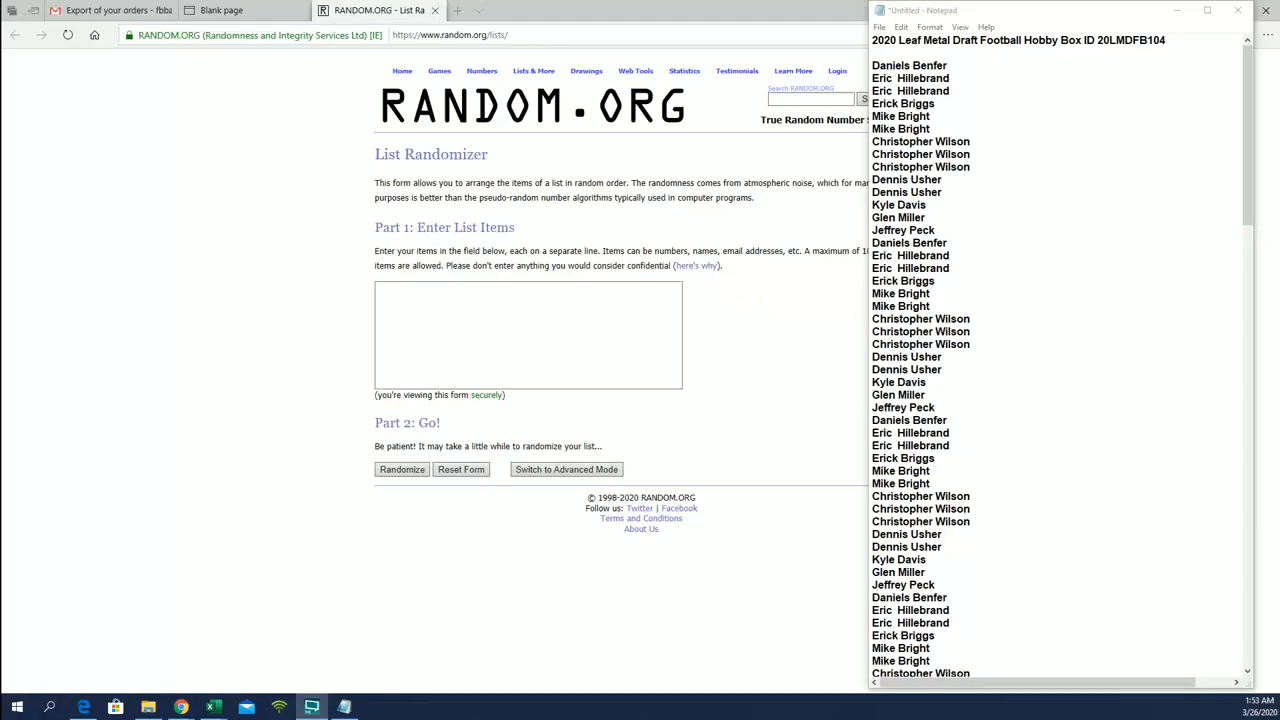 Export of your orders - fbba
Blank page
RANDOM.ORG - List Ra
RANDOM.ORG (Randomness and Integrity Services Ltd) [IE]
https://www.random.org/lists/
Home Games Numbers Lists & More Drawings Web Tools Statistics Testimonials Learn More Login
Search RANDOM.ORG
RANDOM.ORG
True Random Number
List Randomizer
This form allows you to arrange the items of a list in random order. The randomness comes from atmospheric noise, which for
purposes is better than the pseudo-random number algorithms typically used in computer programs.
Part 1: Enter List Items
Enter your items in the field below, each on a separate line. Items can be numbers, names, email addresses, etc. A maximum of
items are allowed. Please don't enter anything you would consider confidential (here's why).
(you're viewing this form securely)
Part 2: Go!
Be patient! It may take a little while to randomize your list...
Randomize Reset Form Switch to Advanced Mode
© 1998-2020 RANDOM.ORG
Follow us: Twitter | Facebook
Terms and Conditions
About Us
*Untitled - Notepad
File Edit Format View Help
2020 Leaf Metal Draft Football Hobby Box ID 20LMDFB104
Daniels Benfer
Eric  Hillebrand
Eric  Hillebrand
Erick Briggs
Mike Bright
Mike Bright
Christopher Wilson
Christopher Wilson
Christopher Wilson
Dennis Usher
Dennis Usher
Kyle Davis
Glen Miller
Jeffrey Peck
Daniels Benfer
Eric  Hillebrand
Eric  Hillebrand
Erick Briggs
Mike Bright
Mike Bright
Christopher Wilson
Christopher Wilson
Christopher Wilson
Dennis Usher
Dennis Usher
Kyle Davis
Glen Miller
Jeffrey Peck
Daniels Benfer
Eric  Hillebrand
Eric  Hillebrand
Erick Briggs
Mike Bright
Mike Bright
Christopher Wilson
Christopher Wilson
Christopher Wilson
Dennis Usher
Dennis Usher
Kyle Davis
Glen Miller
Jeffrey Peck
Daniels Benfer
Eric  Hillebrand
Eric  Hillebrand
Erick Briggs
Mike Bright
Mike Bright
Christopher Wilson
1:53 AM
3/26/2020